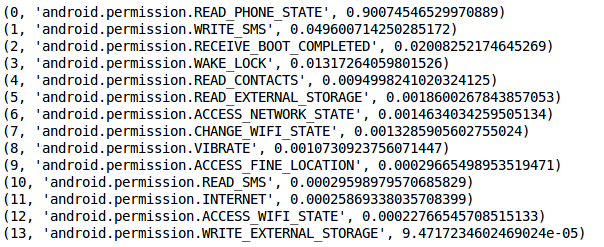 (0, 'android.permission.READ_PHONE_STATE', 0.90074546529970889)
(1, 'android.permission.WRITE_SMS', 0.049600714250285172)
(2, 'android.permission.RECEIVE_BOOT_COMPLETED', 0.02008252174645269)
(3, 'android.permission.WAKE_LOCK', 0.01317264059801526)
(4, 'android.permission.READ_CONTACTS', 0.0094998241020324125)
(5, 'android.permission.READ_EXTERNAL_STORAGE', 0.0018600267843857053)
(6, 'android.permission.ACCESS_NETWORK_STATE', 0.0014634034259505134)
(7, 'android.permission.CHANGE_WIFI_STATE', 0.0013285905602755024)
(8, 'android.permission.VIBRATE', 0.0010730923756071447)
(9, 'android.permission.ACCESS_FINE_LOCATION', 0.00029665498953519471)
(10, 'android.permission.READ_SMS', 0.00029598979570685829)
(11, 'android.permission.INTERNET', 0.00025869338035708399)
(12, 'android.permission.ACCESS_WIFI_STATE', 0.00022766545708515133)
(13, 'android.permission.WRITE_EXTERNAL_STORAGE', 9.4717234602469024e-05)